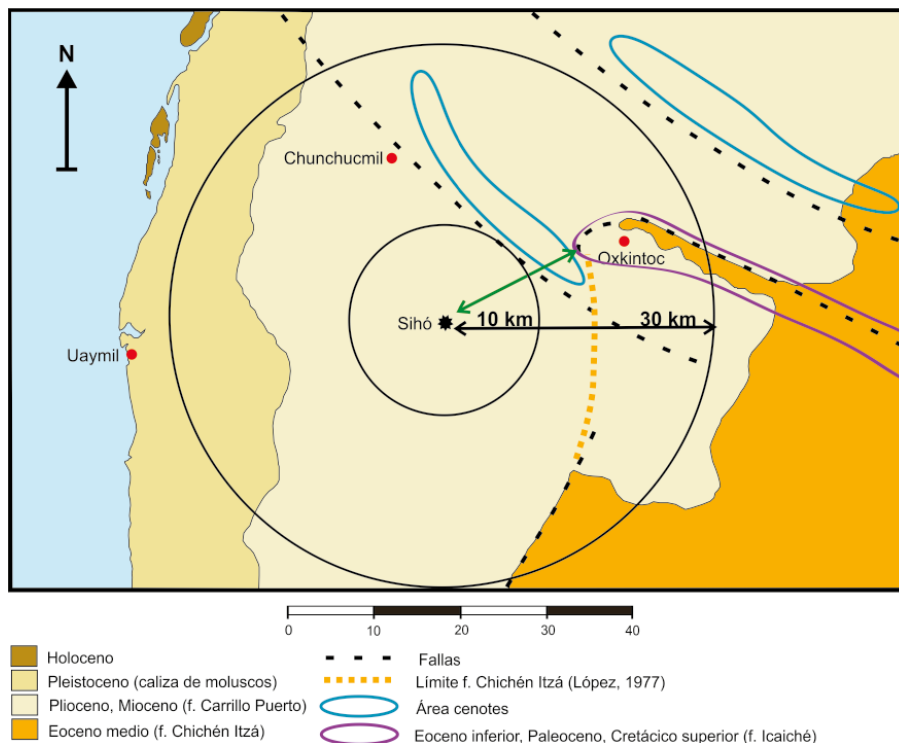 N
Chunchucmil
Oxkintoc
Sihó
10 km
30 km
Uaymil
0 10 20 30 40
Holoceno
Pleistoceno (caliza de moluscos)
Plioceno, Mioceno (f. Carrillo Puerto)
Eoceno medio (f. Chichén Itzá)
Fallas
Límite f. Chichén Itzá (López, 1977)
Área cenotes
Eoceno inferior, Paleoceno, Cretácico superior (f. Icaiché)